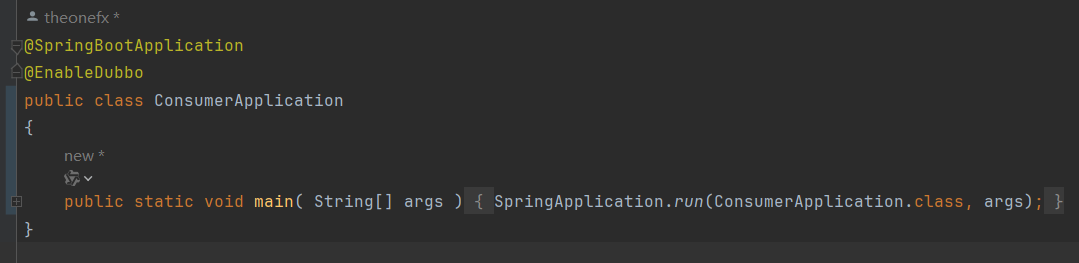 theonefx *
@SpringBootApplication
@EnableDubbo
public class ConsumerApplication
{
new *
public static void main( String[] args ) { SpringApplication.run(ConsumerApplication.class, args); }
}